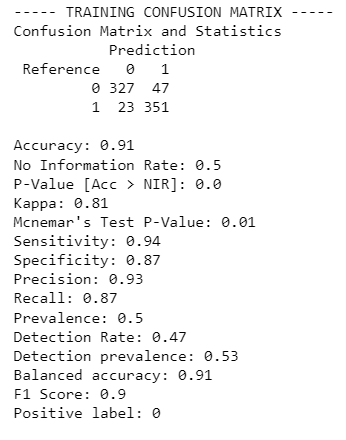 ----- TRAINING CONFUSION MATRIX -----
Confusion Matrix and Statistics
Prediction
Reference 0 1
0 327 47
1 23 351
Accuracy: 0.91
No Information Rate: 0.5
P-Value [Acc > NIR]: 0.0
Kappa: 0.81
Mcnemar's Test P-Value: 0.01
Sensitivity: 0.94
Specificity: 0.87
Precision: 0.93
Recall: 0.87
Prevalence: 0.5
Detection Rate: 0.47
Detection prevalence: 0.53
Balanced accuracy: 0.91
F1 Score: 0.9
Positive label: 0